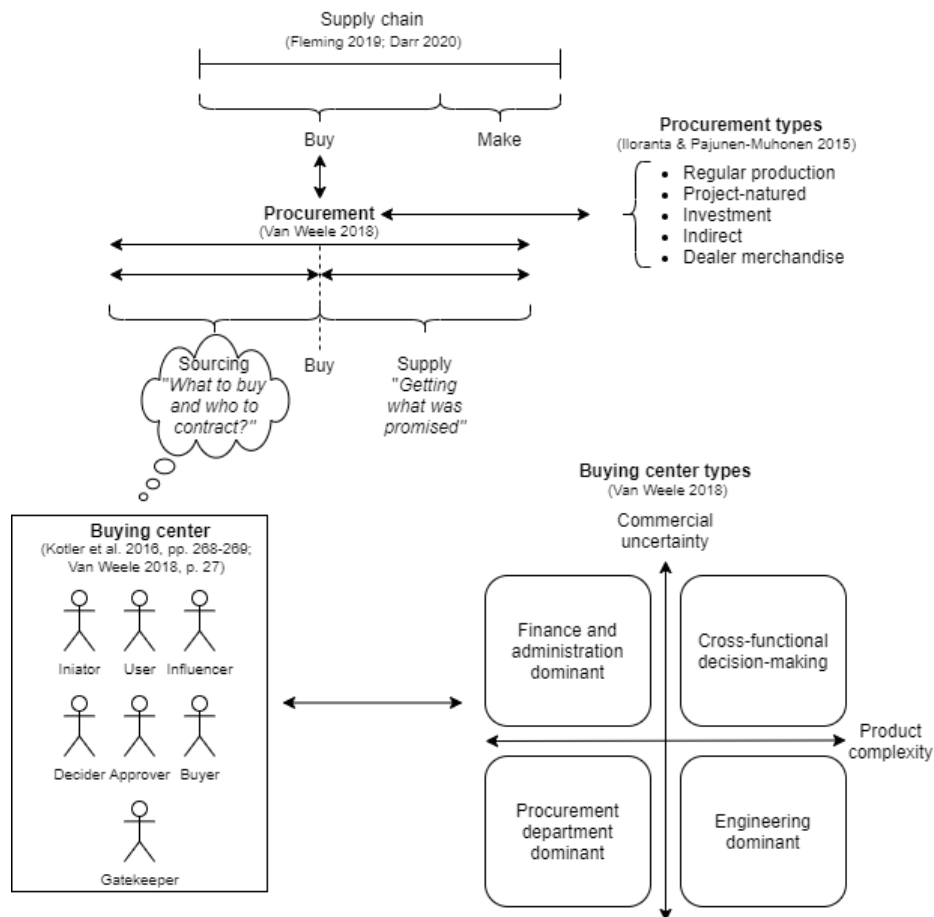 Supply chain
(Fleming 2019; Darr 2020)
Buy
Make
Procurement types
(Iloranta & Pajunen-Muhonen 2015)
Regular production
Project-natured
Investment
Indirect
Dealer merchandise
Procurement
(Van Weele 2018)
Sourcing
"What to buy
and who to
contract?"
Buy
Supply
"Getting
what was
promised"
Buying center
(Kotler et al. 2016, pp. 268-269;
Van Weele 2018, p. 27)
Iniator
User
Influencer
Decider
Approver
Buyer
Gatekeeper
Buying center types
(Van Weele 2018)
Commercial
uncertainty
Finance and
administration
dominant
Cross-functional
decision-making
Product
complexity
Procurement
department
dominant
Engineering
dominant